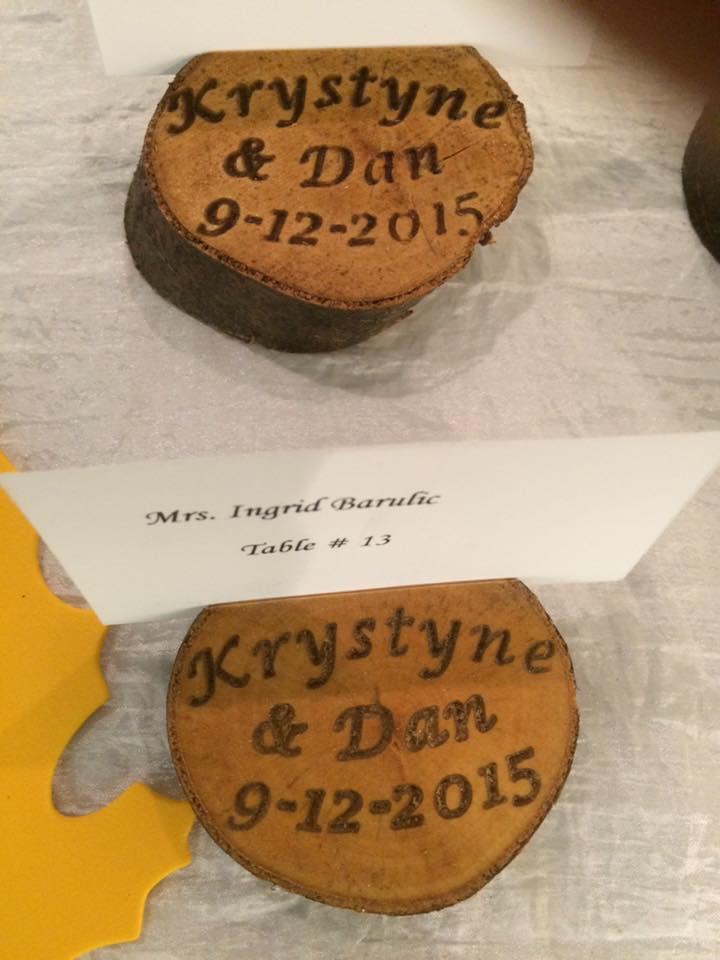 Krystyne
& Dan
9-12-2015
Mrs. Ingrid Barulic
Table # 13
Krystyne
& Dan
9-12-2015